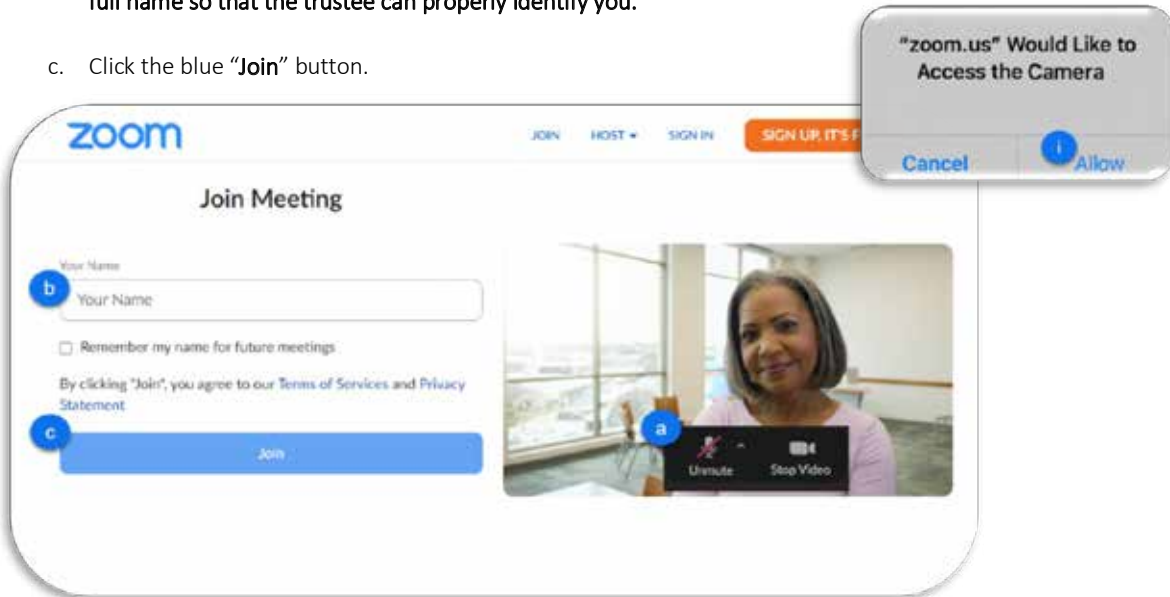 full name so that the trustee can properly identify you.
c. Click the blue “Join” button.
"zoom.us" Would Like to
Access the Camera
Cancel
i
Allow
zoom
JOIN HOST SIGN IN SIGN UP, IT'S
Join Meeting
Your Name
b
Your Name
Remember my name for future meetings
By clicking "Join", you agree to our Terms of Services and Privacy
Statement
c
Join
a
Unmute Stop Video